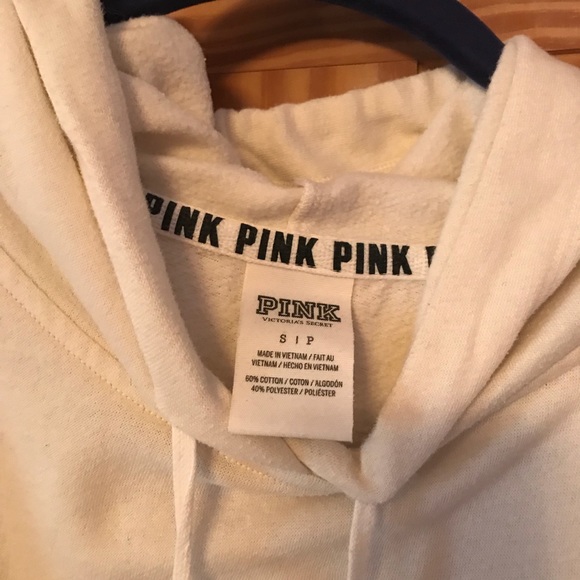 PINK PINK PINK
PINK
VICTORIA'S SECRET
S | P
MADE IN VIETNAM / FAIT AU
VIETNAM / HECHO EN VIETNAM
60% COTTON / COTON / ALGODÓN
40% POLYESTER / POLIÉSTER